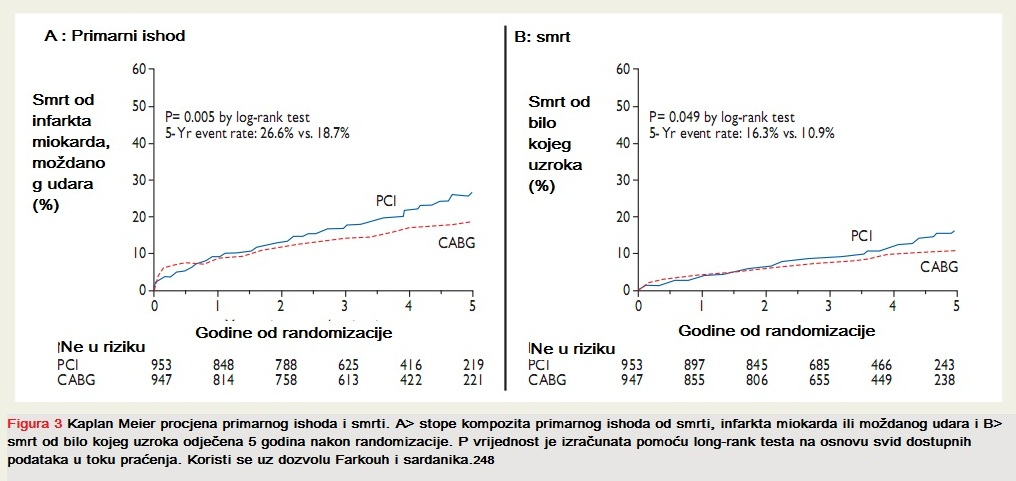 A : Primarni ishod
Smrt od
infarkta
miokarda,
moždano
g udara
(%)
60
50
40
30
20
10
0
P= 0.005 by log-rank test
5- Yr event rate: 26.6% vs. 18.7%
PCI
CABG
0 1 2 3 4 5
Godine od randomizacije
Ne u riziku
PCI 953 848 788 625 416 219
CABG 947 814 758 613 422 221
B: smrt
Smrt od
bilo
kojeg
uzroka
(%)
60
50
40
30
20
10
0
P= 0.049 by log-rank test
5- Yr event rate: 16.3% vs. 10.9%
PCI
CABG
0 1 2 3 4 5
Godine od randomizacije
Ne u riziku
PCI 953 897 845 685 466 243
CABG 947 855 806 655 449 238
Figura 3 Kaplan Meier procjena primarnog ishoda i smrti. A> stope kompozita primarnog ishoda od smrti, infarkta miokarda ili moždanog udara i B>
smrt od bilo kojeg uzroka odječena 5 godina nakon randomizacije. P vrijednost je izračunata pomoću long-rank testa na osnovu svid dostupnih
podataka u toku praćenja. Koristi se uz dozvolu Farkouh i sardanika.248